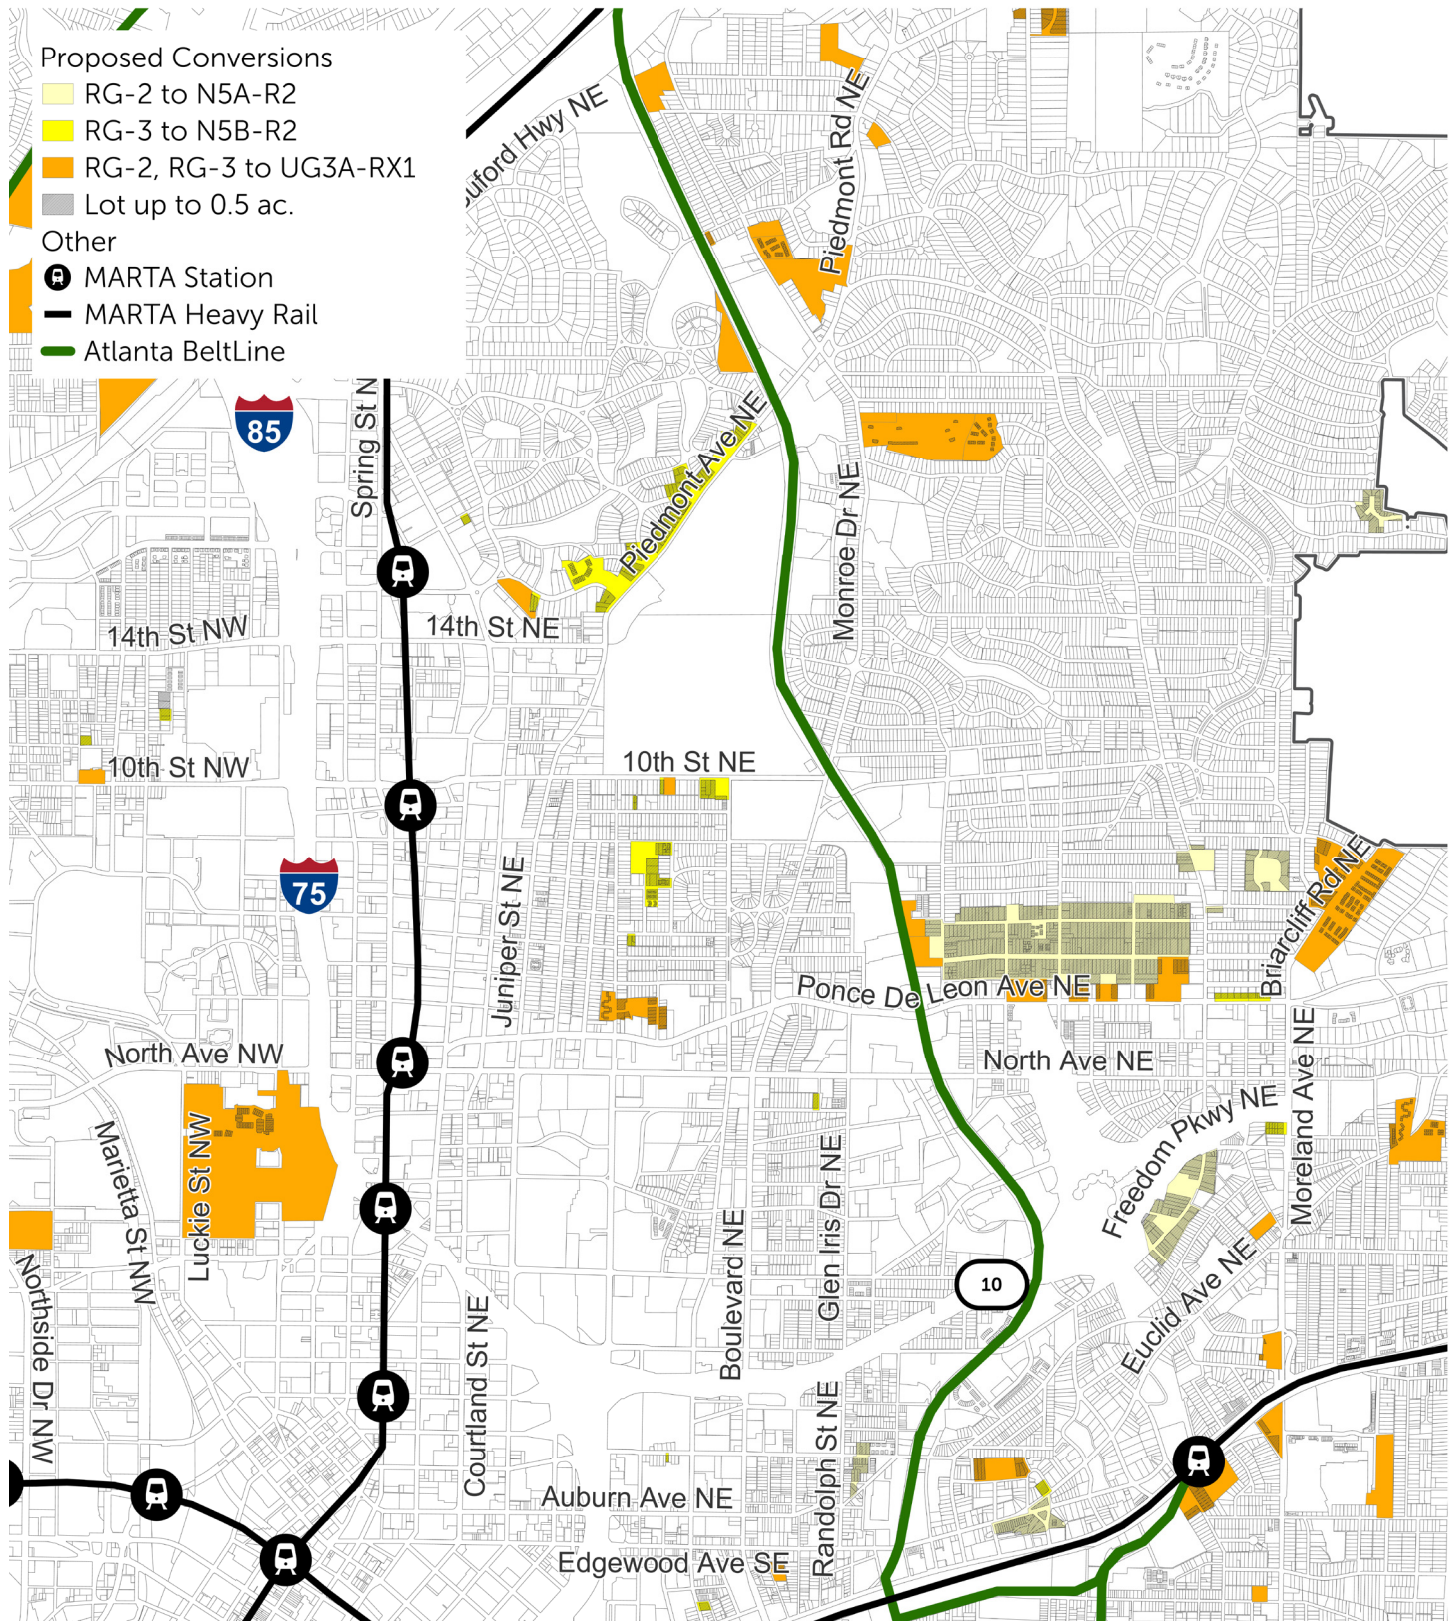 Proposed Conversions
RG-2 to N5A-R2
RG-3 to N5B-R2
RG-2, RG-3 to UG3A-RX1
Lot up to 0.5 ac.
Other
MARTA Station
MARTA Heavy Rail
Atlanta BeltLine
uford Hwy NE
Piedmont Rd NE
85
Spring St N
Piedmont Ave NE
Monroe Dr NE
14th St NW
14th St NE
10th St NW
10th St NE
75
Juniper St NE
Briarcliff Rd NE
Ponce De Leon Ave NE
North Ave NW
North Ave NE
Luckie St NW
Marietta St NW
Freedom Pkwy NE
Moreland Ave NE
Glen Iris Dr NE
Boulevard NE
10
Euclid Ave NE
Northside Dr NW
Courtland St NE
Randolph St NE
Auburn Ave NE
Edgewood Ave SE